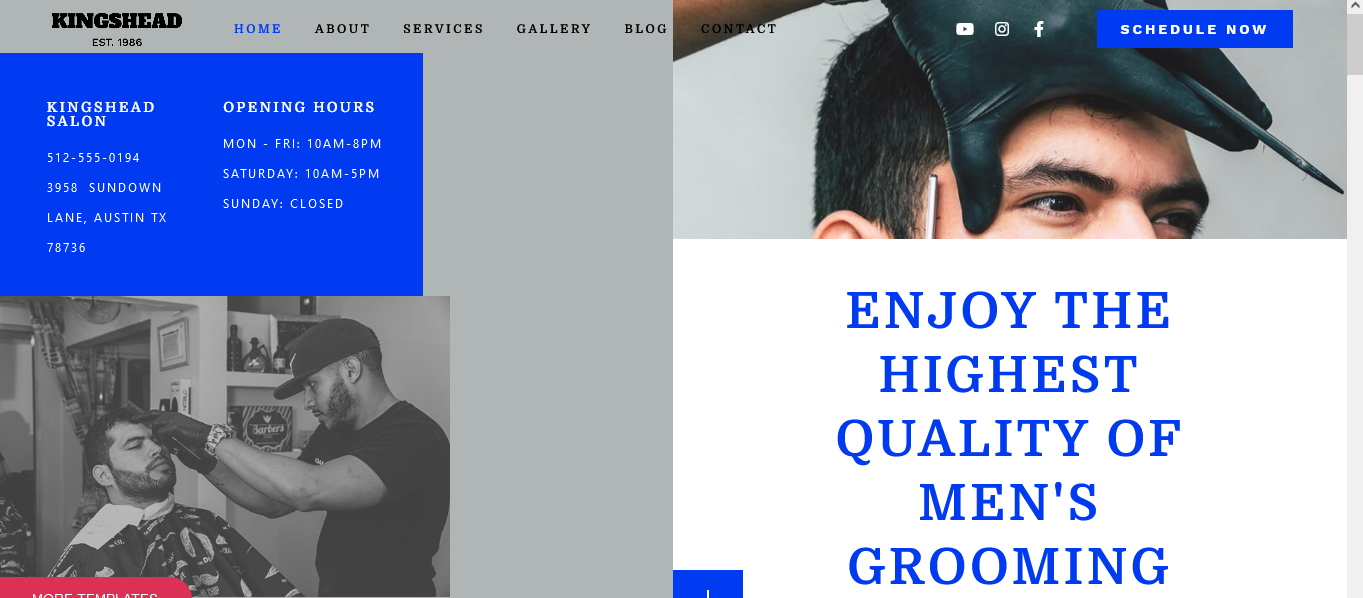 KINGSHEAD
EST. 1986
HOME ABOUT SERVICES GALLERY BLOG CONTACT
SCHEDULE NOW
KINGSHEAD
SALON
512-555-0194
3958 SUNDOWN
LANE, AUSTIN TX
78736
OPENING HOURS
MON - FRI: 10AM-8PM
SATURDAY: 10AM-5PM
SUNDAY: CLOSED
Barbers
ENJOY THE
HIGHEST
QUALITY OF
MEN'S
GROOMING
MORE TEMPLATES